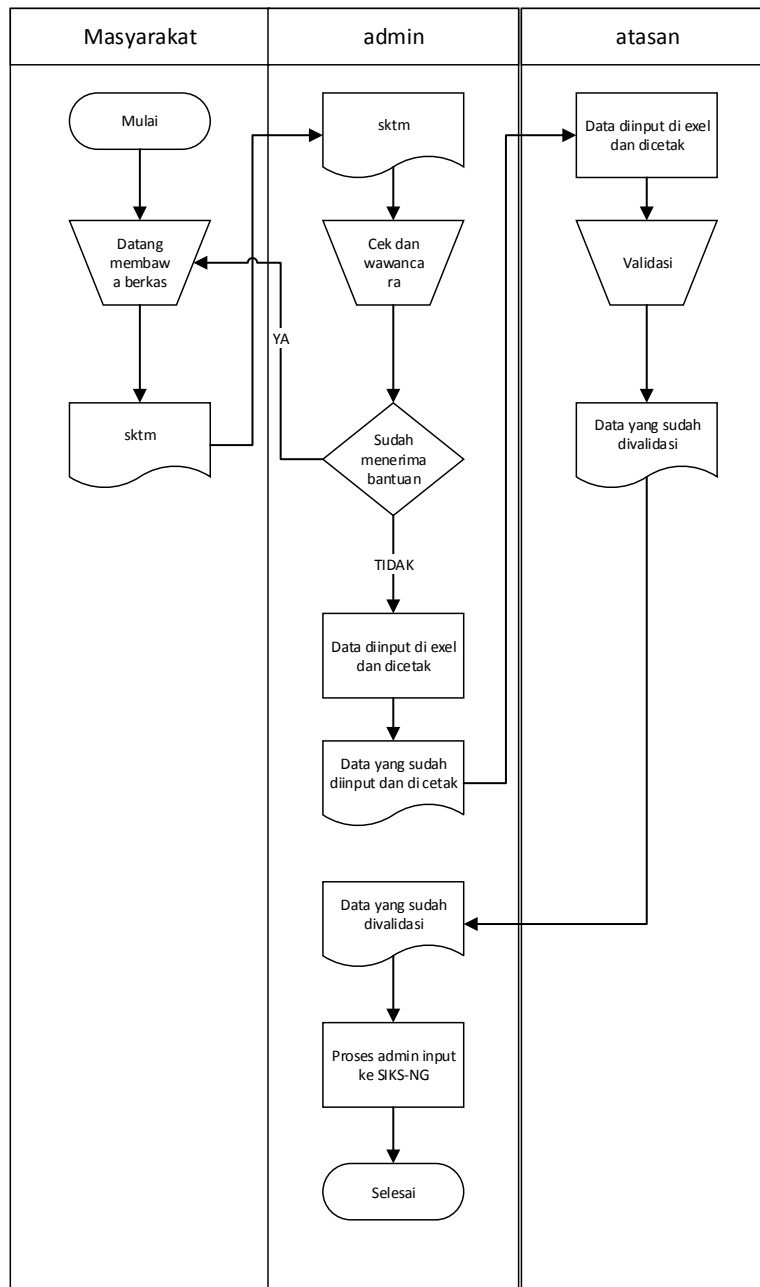 Masyarakat
admin
atasan
Mulai
sktm
Data diinput di exel
dan dicetak
Datang
membaw
a berkas
Cek dan
wawanca
ra
Validasi
YA
sktm
Sudah
menerima
bantuan
Data yang sudah
divalidasi
TIDAK
Data diinput di exel
dan dicetak
Data yang sudah
diinput dan di cetak
Data yang sudah
divalidasi
Proses admin input
ke SIKS-NG
Selesai